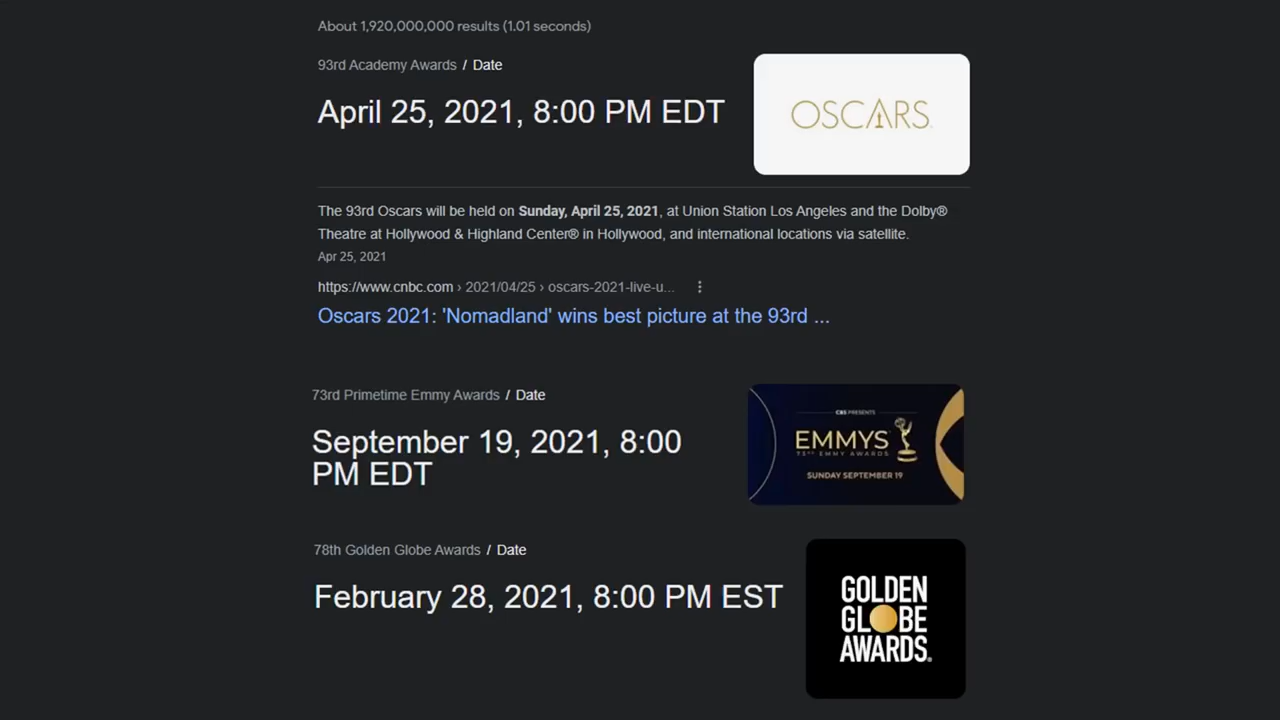 About 1,920,000,000 results (1.01 seconds)
93rd Academy Awards / Date
April 25, 2021, 8:00 PM EDT
OSCARS
The 93rd Oscars will be held on Sunday, April 25, 2021, at Union Station Los Angeles and the Dolby®
Theatre at Hollywood & Highland Center® in Hollywood, and international locations via satellite.
Apr 25, 2021
https://www.cnbc.com › 2021/04/25 › oscars-2021-live-u...
Oscars 2021: 'Nomadland' wins best picture at the 93rd ...
73rd Primetime Emmy Awards / Date
September 19, 2021, 8:00
PM EDT
CBS PRESENTS
EMMYS
73RD EMMY AWARDS
SUNDAY SEPTEMBER 19
78th Golden Globe Awards / Date
February 28, 2021, 8:00 PM EST
GOLDEN
GLOBE
AWARDS®